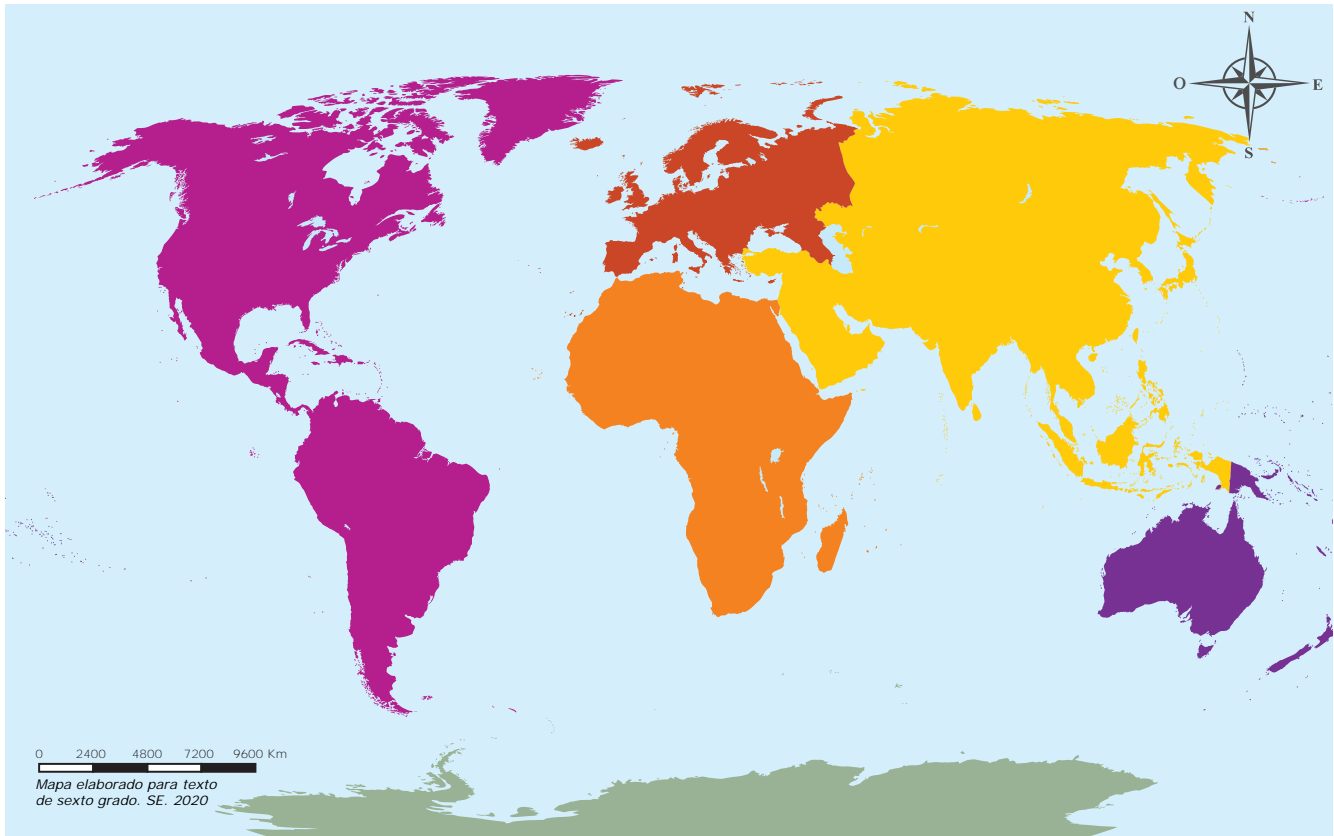 N
O E
S
0 2400 4800 7200 9600 Km
Mapa elaborado para texto
de sexto grado. SE. 2020